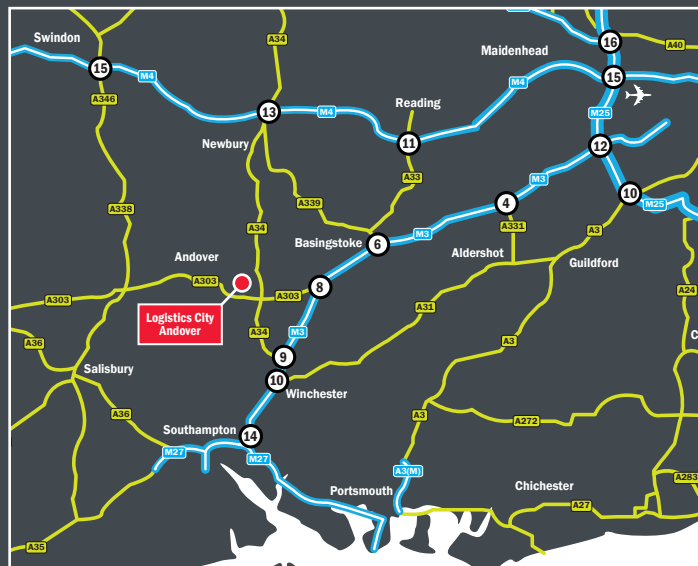 A34
16
A40
Swindon
Maidenhead
15
M4
M4
15
A346
Reading
13
M4
M25
Newbury
11
12
A33
M3
A338
A339
4
10
M25
A34
Basingstoke
6
M3
A331
A3
Andover
Aldershot
Guildford
A303
8
A303
A303
A24
Logistics City
Andover
A31
M3
A34
A36
9
A3
C
Salisbury
10
Winchester
A36
A3
A272
Southampton
14
M27
M27
A3(M)
A283
Portsmouth
Chichester
A27
A35